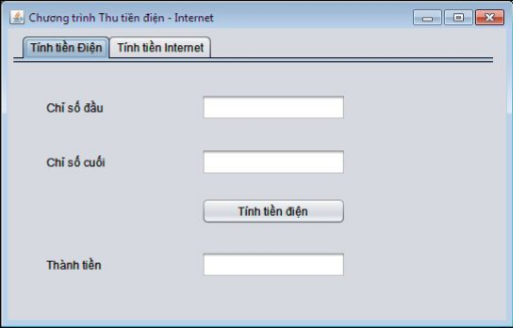 Chương trình Thu tiền điện - Internet
Tính tiền Điện Tính tiền Internet
Chỉ số đầu
Chỉ số cuối
Tính tiền điện
Thành tiền